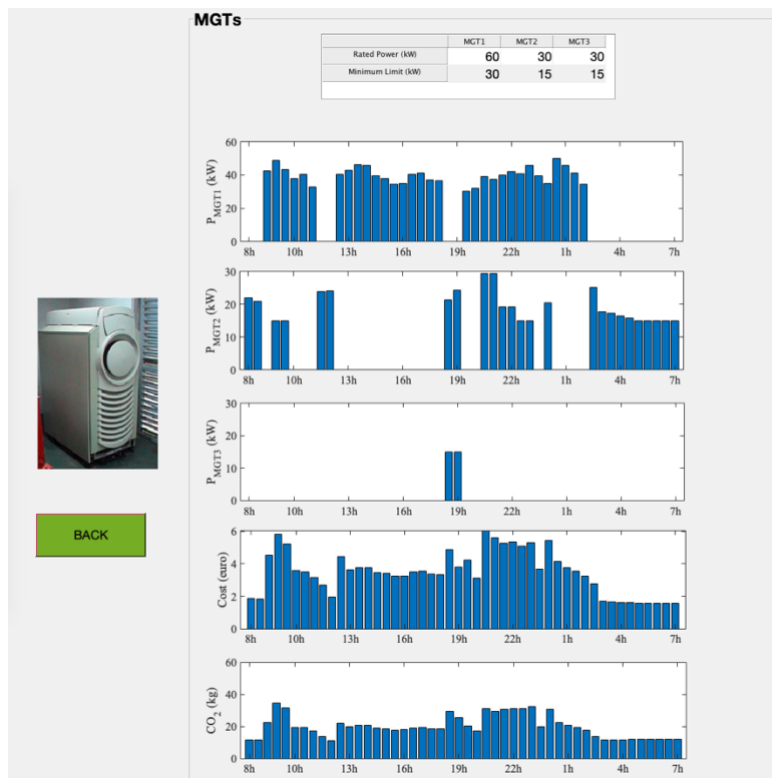 MGTs
MGT1 MGT2 MGT3
Rated Power (kW) 60 30 30
Minimum Limit (kW) 30 15 15
P_MGT1 (kW)
60
40
20
0
8h 10h 13h 16h 19h 22h 1h 4h 7h
P_MGT2 (kW)
30
20
10
0
8h 10h 13h 16h 19h 22h 1h 4h 7h
P_MGT3 (kW)
30
20
10
0
8h 10h 13h 16h 19h 22h 1h 4h 7h
BACK
Cost (euro)
6
4
2
0
8h 10h 13h 16h 19h 22h 1h 4h 7h
CO2 (kg)
60
40
20
0
8h 10h 13h 16h 19h 22h 1h 4h 7h